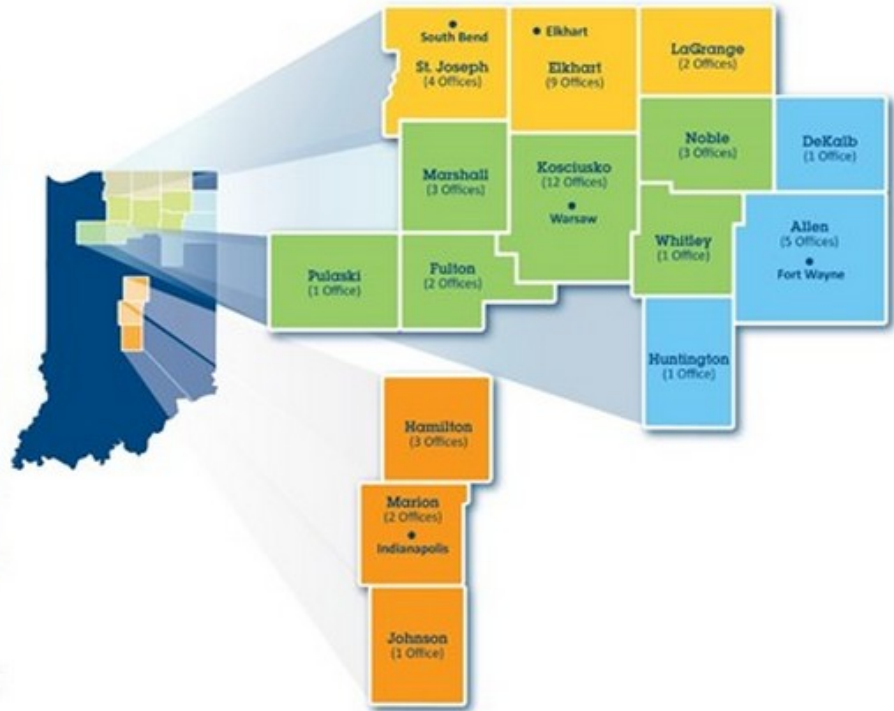 South Bend
St. Joseph
(4 Offices)
Elkhart
Elkhart
(9 Offices)
LaGrange
(2 Offices)
Marshall
(3 Offices)
Kosciusko
(12 Offices)
Warsaw
Noble
(3 Offices)
DeKalb
(1 Office)
Pulaski
(1 Office)
Fulton
(2 Offices)
Whitley
(1 Office)
Allen
(5 Offices)
Fort Wayne
Huntington
(1 Office)
Hamilton
(3 Offices)
Marion
(2 Offices)
Indianapolis
Johnson
(1 Office)